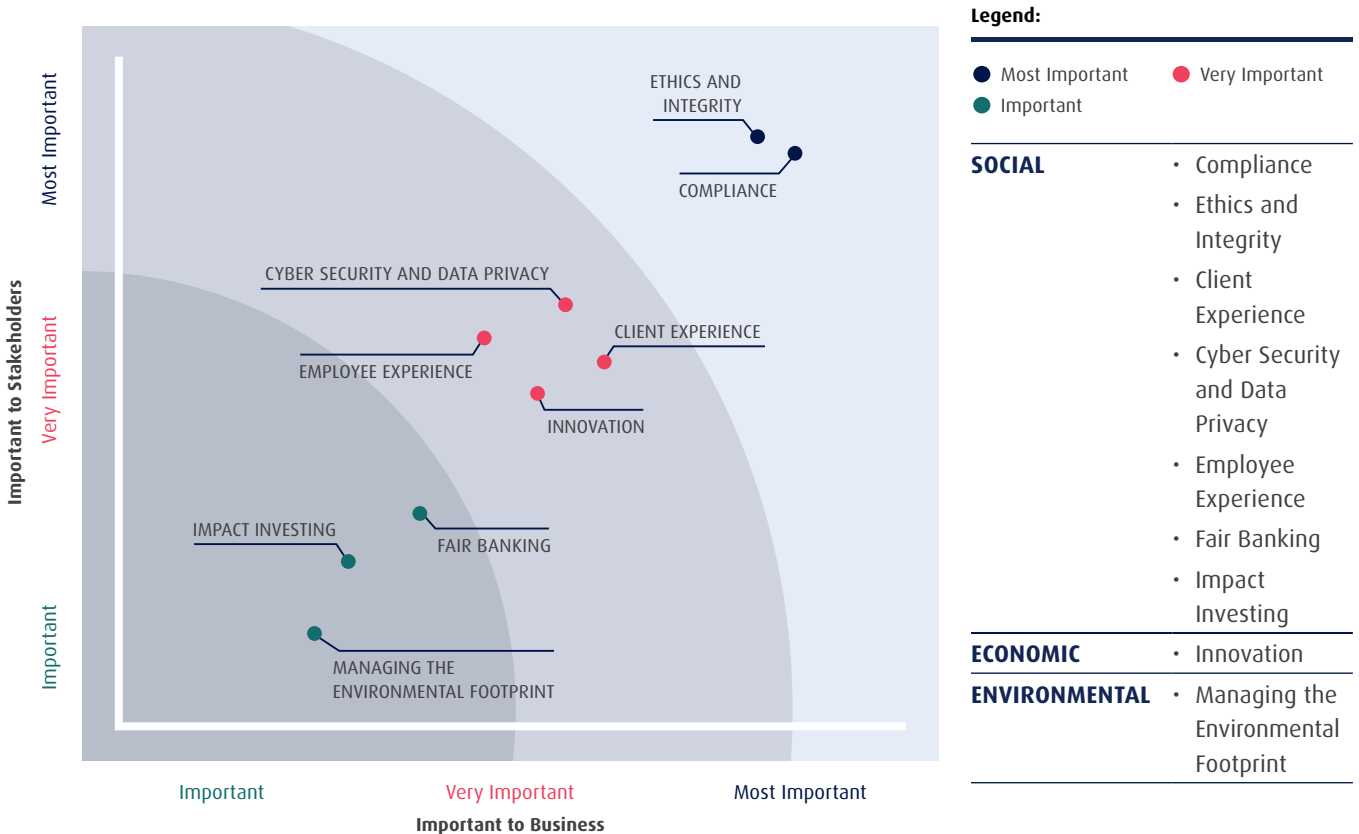 Legend:
Most Important
Very Important
Important
SOCIAL
• Compliance
• Ethics and
Integrity
• Client
Experience
• Cyber Security
and Data
Privacy
• Employee
Experience
• Fair Banking
• Impact
Investing
ECONOMIC
• Innovation
ENVIRONMENTAL
• Managing the
Environmental
Footprint
Important to Stakeholders
Most Important
Very Important
Important
ETHICS AND
INTEGRITY
COMPLIANCE
CYBER SECURITY AND DATA PRIVACY
CLIENT EXPERIENCE
EMPLOYEE EXPERIENCE
INNOVATION
IMPACT INVESTING
FAIR BANKING
MANAGING THE
ENVIRONMENTAL FOOTPRINT
Important
Very Important
Most Important
Important to Business